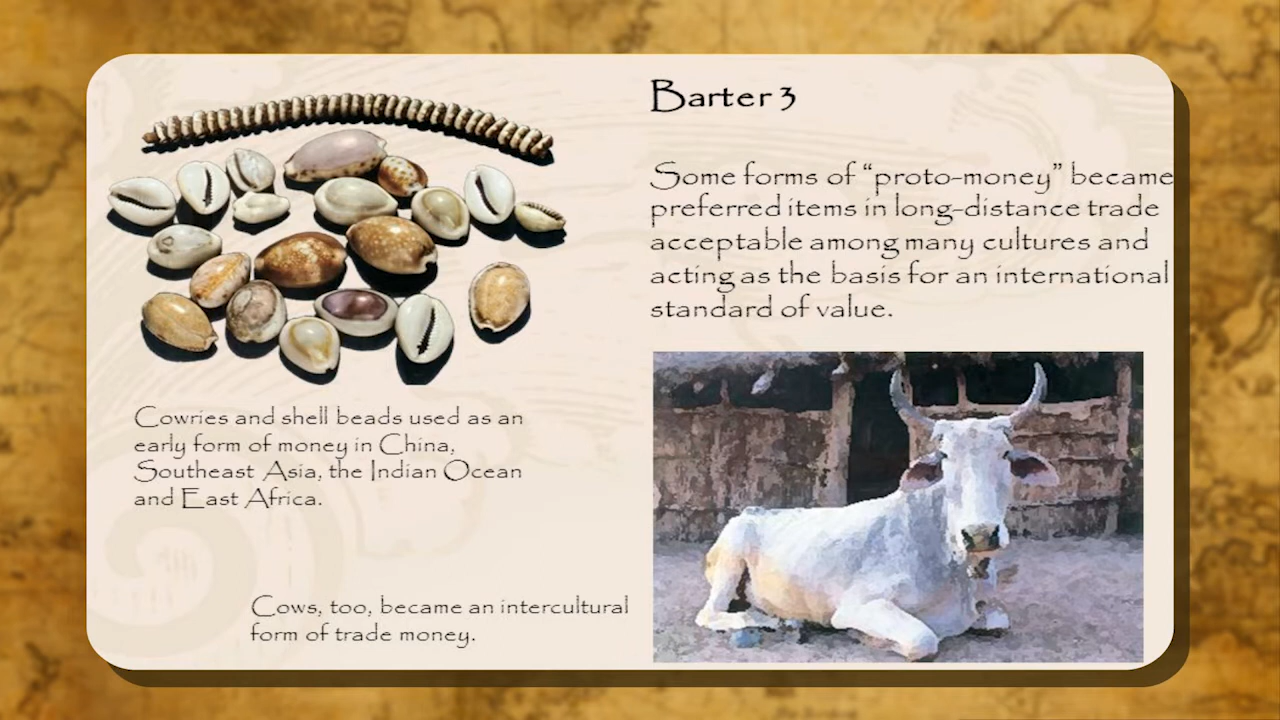 Barter 3
Some forms of “proto-money” became
preferred items in long-distance trade
acceptable among many cultures and
acting as the basis for an international
standard of value.
Cowries and shell beads used as an
early form of money in China,
Southeast Asia, the Indian Ocean
and East Africa.
Cows, too, became an intercultural
form of trade money.